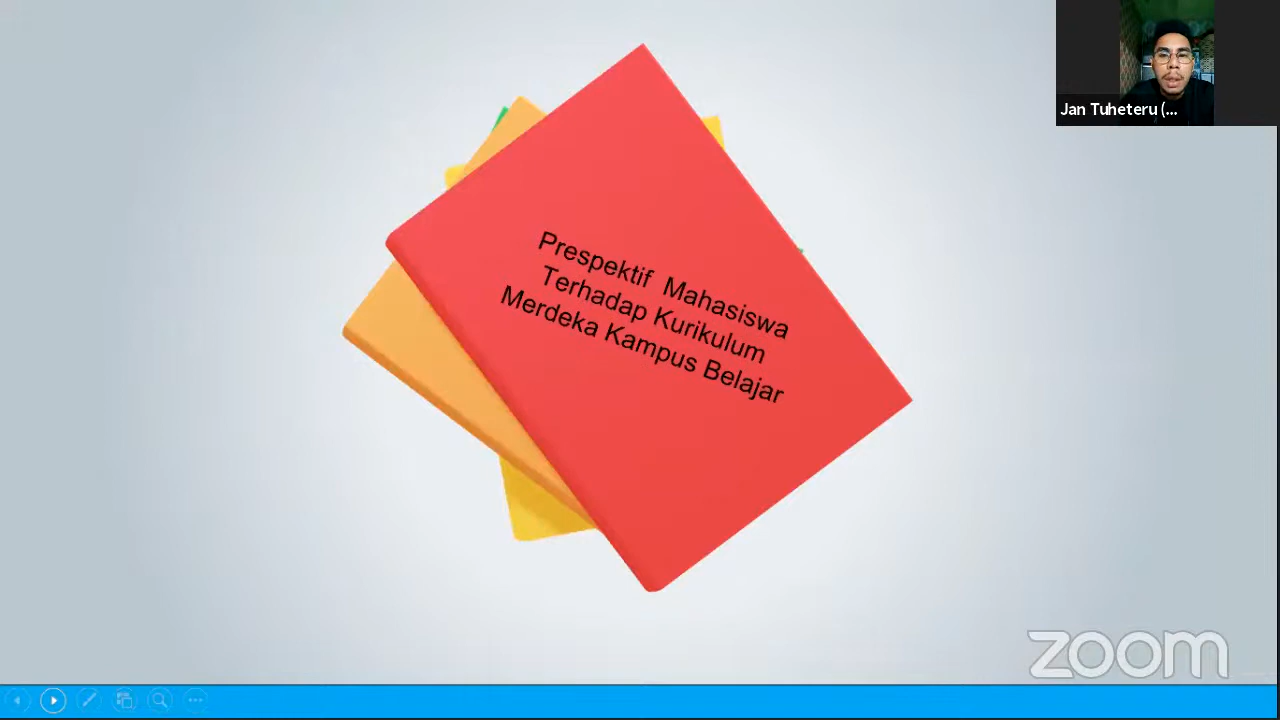 Jan Tuheteru (...
Prespektif Mahasiswa
Terhadap Kurikulum
Merdeka Kampus Belajar
zoom